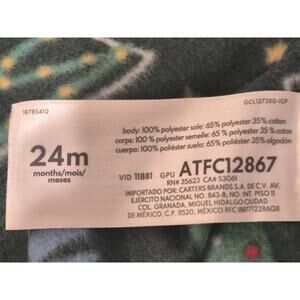 1R785410
GCL127380-IGP
body: 100% polyester sole: 65% polyester 35% cotton
corps: 100% polyester semelle: 65% polyester 35% coton
cuerpo: 100% poliéster suela: 65% poliéster 35% algodón
24m
months/mois/
meses
VID 11881 GPU ATFC12867
RN# 35623 CA# 53061
IMPORTADO POR: CARTERS BRANDS S.A. DE C.V. AV.
EJÉRCITO NACIONAL NO. 843-B, NO INT. PISO 11
COL. GRANADA, MIGUEL HIDALGO CIUDAD
DE MÉXICO, C.P. 11520. MÉXICO RFC